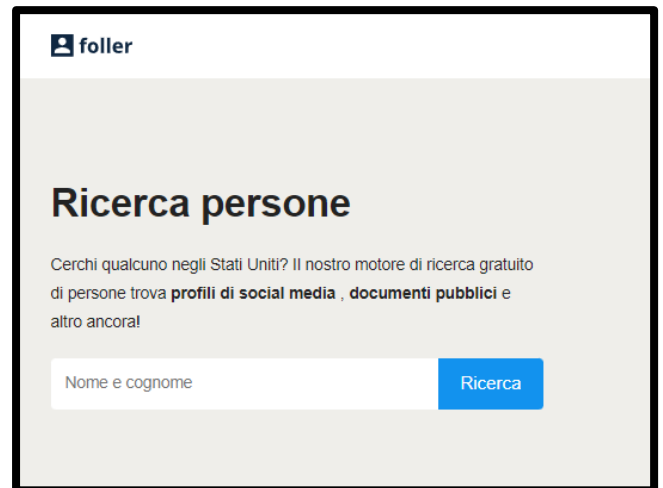 foller
Ricerca persone
Cerchi qualcuno negli Stati Uniti? Il nostro motore di ricerca gratuito
di persone trova profili di social media , documenti pubblici e
altro ancora!
Nome e cognome
Ricerca